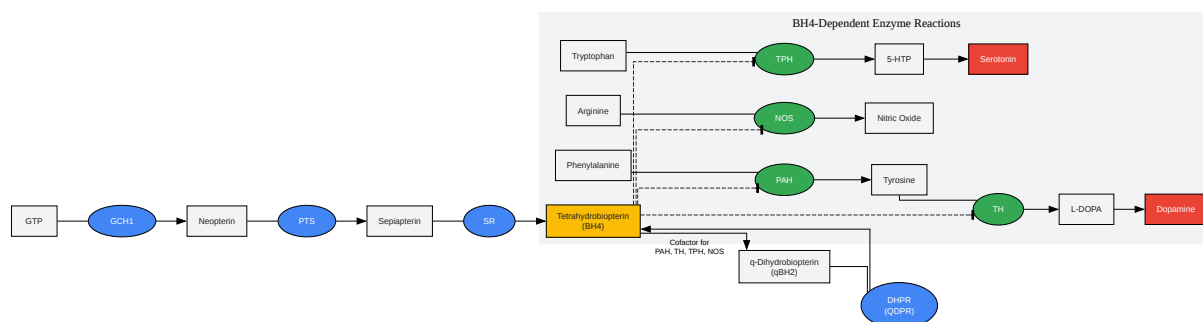 BH4-Dependent Enzyme Reactions
Tryptophan
TPH
5-HTP
Serotonin
Arginine
NOS
Nitric Oxide
Phenylalanine
PAH
Tyrosine
GTP
GCH1
Neopterin
PTS
Sepiapterin
SR
Tetrahydrobiopterin
(BH4)
TH
L-DOPA
Dopamine
Cofactor for
PAH, TH, TPH, NOS
q-Dihydrobiopterin
(qBH2)
DHPR
(QDPR)